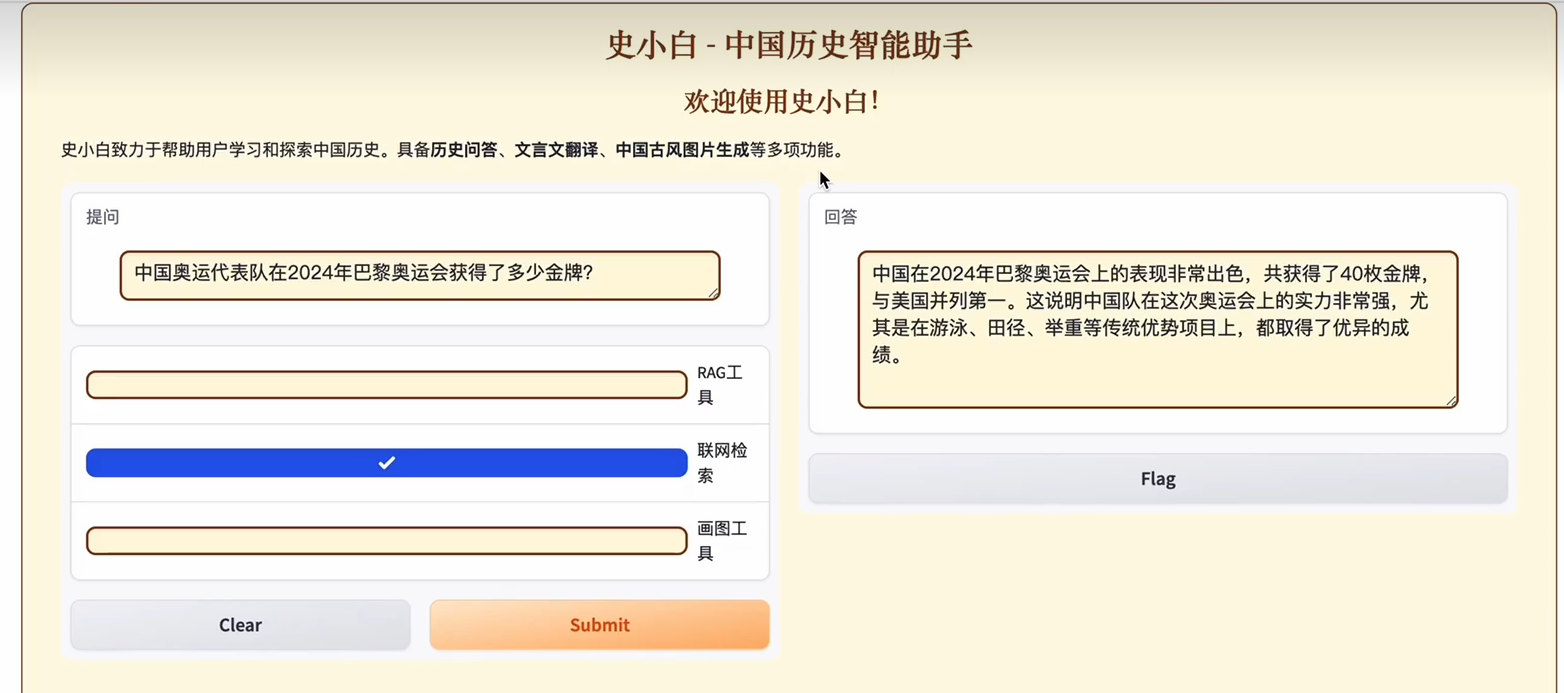 史小白 - 中国历史智能助手
欢迎使用史小白！
史小白致力于帮助用户学习和探索中国历史。具备历史问答、文言文翻译、中国古风图片生成等多项功能。
提问
中国奥运代表队在2024年巴黎奥运会获得了多少金牌？
RAG工
具
联网检
索
画图工
具
Clear
Submit
回答
中国在2024年巴黎奥运会上的表现非常出色，共获得了40枚金牌，
与美国并列第一。这说明中国队在这次奥运会上的实力非常强，尤
其是在游泳、田径、举重等传统优势项目上，都取得了优异的成
绩。
Flag